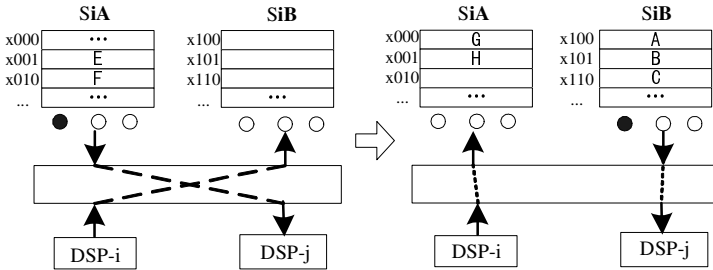 SiA SiB SiA SiB
x000 ... x100 x000 G x100 A
x001 E x101 x001 H x101 B
x010 F x110 x010 x110 C
... ... ... ... ... ... ... ...
DSP-i DSP-j DSP-i DSP-j